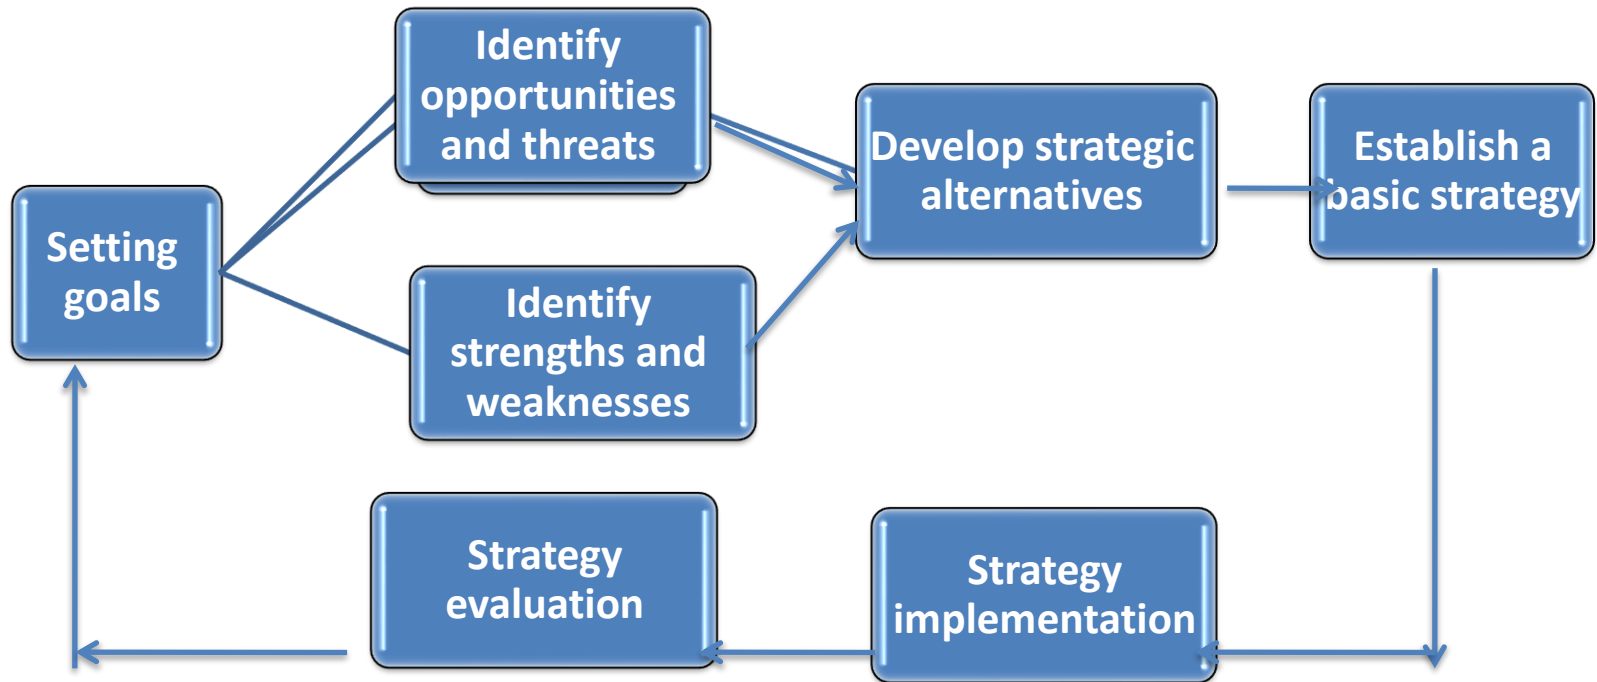 Identify
opportunities
and threats
Develop strategic
alternatives
Establish a
basic strategy
Setting
goals
Identify
strengths and
weaknesses
Strategy
evaluation
Strategy
implementation